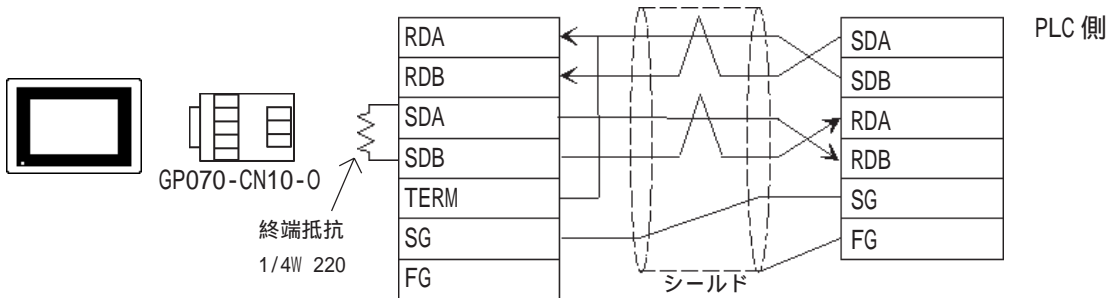 PLC 側
RDA
RDB
SDA
SDB
TERM
SG
FG
GP070-CN10-0
終端抵抗
1/4W 220
シールド
SDA
SDB
RDA
RDB
SG
FG